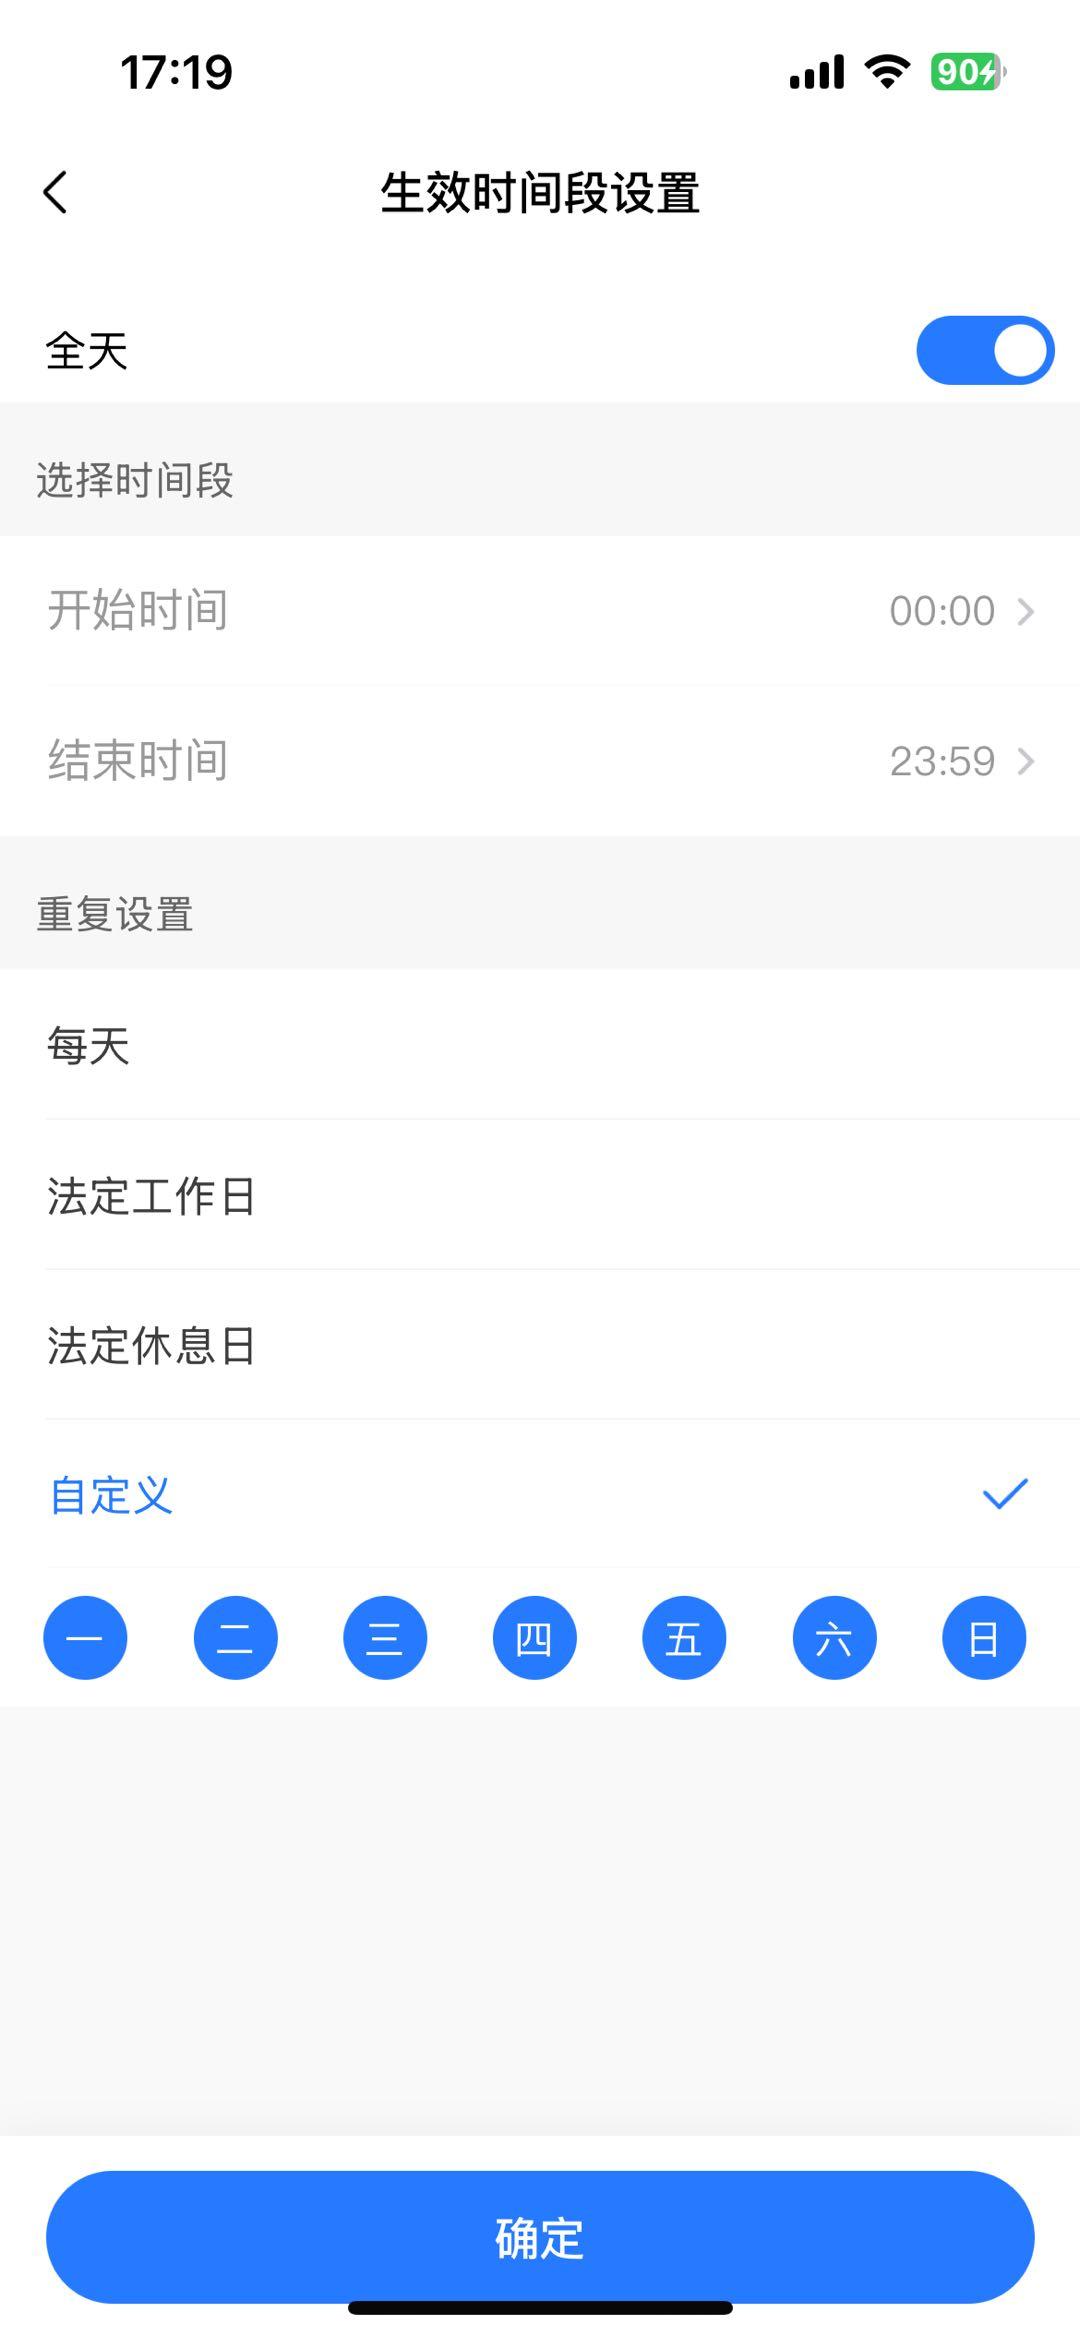 17:19
90
生效时间段设置
全天
选择时间段
开始时间 00:00
结束时间 23:59
重复设置
每天
法定工作日
法定休息日
自定义
一 二 三 四 五 六 日
确定